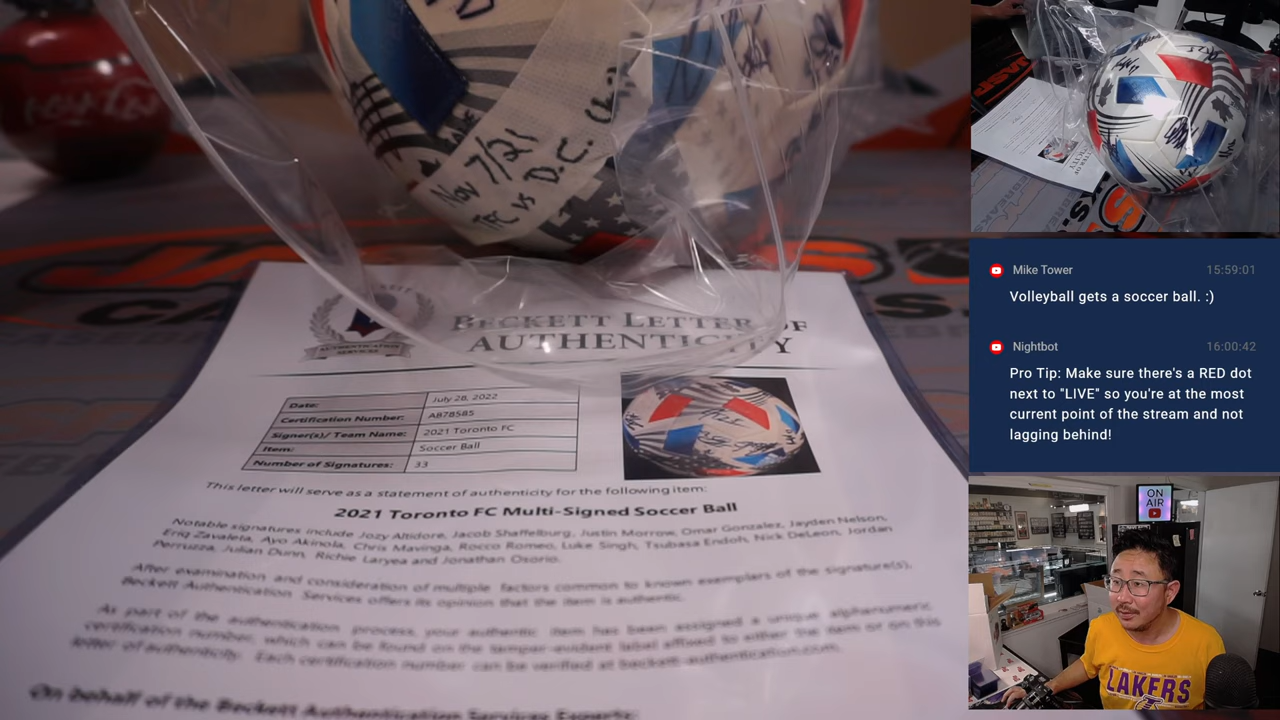 Nov 7/21
TFC vs D.C.
BECKETT LETTER OF
AUTHENTICITY
AUTHENTICATION
SERVICES
Date: July 28, 2022
Certification Number: A878585
Signer(s)/ Team Name: 2021 Toronto FC
Item: Soccer Ball
Number of Signatures: 33
This letter will serve as a statement of authenticity for the following item:
2021 Toronto FC Multi-Signed Soccer Ball
Notable signatures include Jozy Altidore, Jacob Shaffelburg, Justin Morrow, Omar Gonzalez, Jayden Nelson,
Eriq Zavaleta, Ayo Akinola, Chris Mavinga, Rocco Romeo, Luke Singh, Tsubasa Endoh, Nick DeLeon, Jordan
Perruzza, Julian Dunn, Richie Laryea and Jonathan Osorio.
After examination and consideration of multiple factors common to known exemplars of the signature(s),
Beckett Authentication Services offers its opinion that the item is authentic.
As part of the authentication process, your authentic item has been assigned a unique alphanumeric
certification number, which can be found on the tamper-evident label affixed to either the item or on this
letter of authenticity. Each certification number can be verified at beckett-authentication.com.
On behalf of the Beckett Authentication Services Experts:
Mike Tower 15:59:01
Volleyball gets a soccer ball. :)
Nightbot 16:00:42
Pro Tip: Make sure there's a RED dot
next to "LIVE" so you're at the most
current point of the stream and not
lagging behind!
ON
AIR
LAKERS